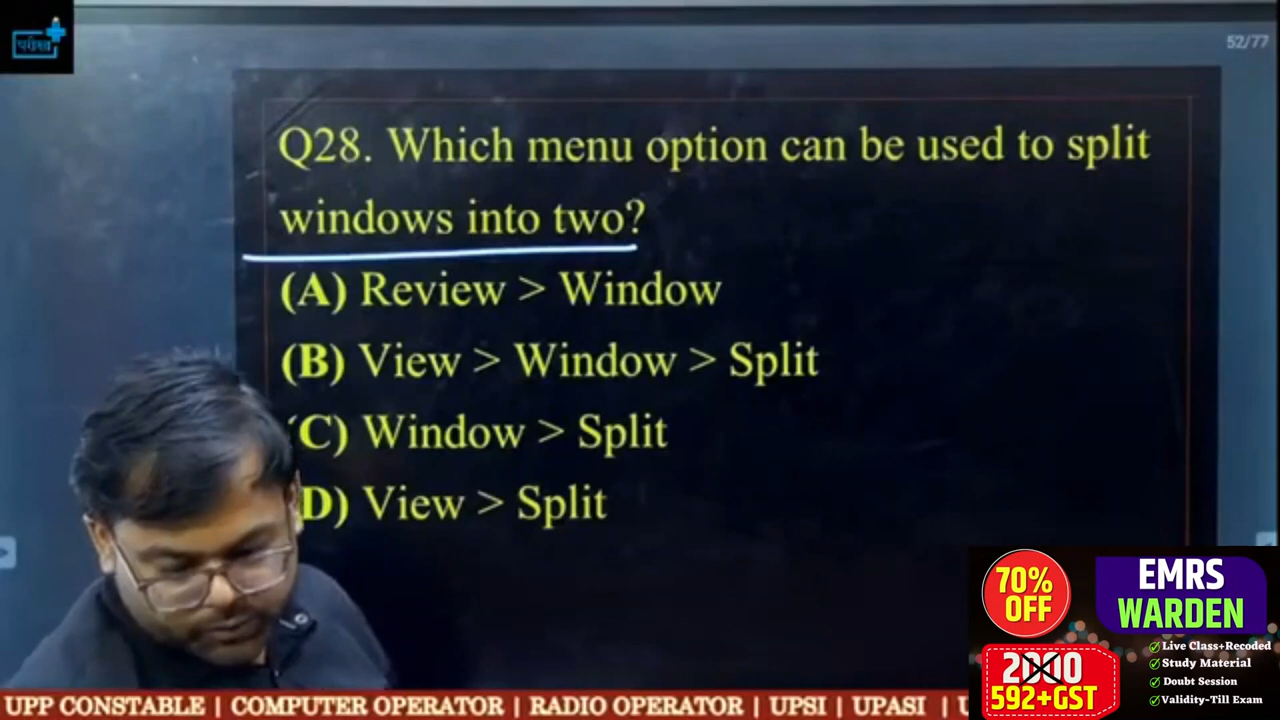 परीक्षा
52/77
Q28. Which menu option can be used to split
windows into two?
(A) Review > Window
(B) View > Window > Split
(C) Window > Split
D) View > Split
70%
OFF
EMRS
WARDEN
2000
592+GST
Live Class+Recoded
Study Material
Doubt Session
Validity-Till Exam
UPP CONSTABLE | COMPUTER OPERATOR | RADIO OPERATOR | UPSI | UPASI | U